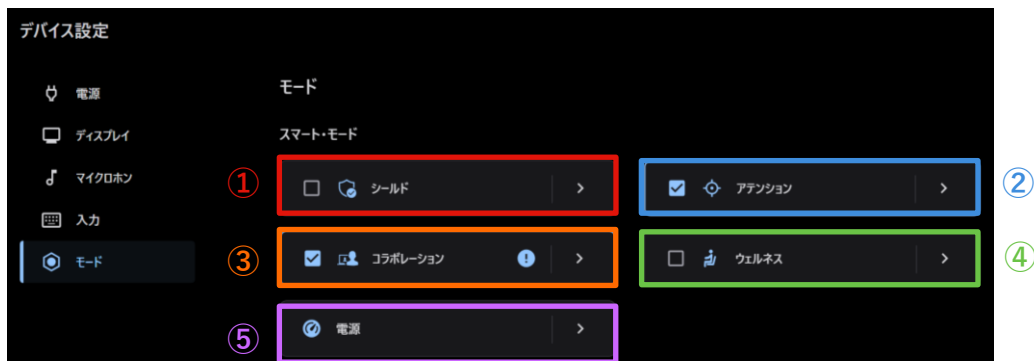 デバイス設定
電源
ディスプレイ
マイクロホン
入力
モード
モード
スマート・モード
① シールド
アテンション ②
③ コラボレーション
ウェルネス ④
⑤ 電源